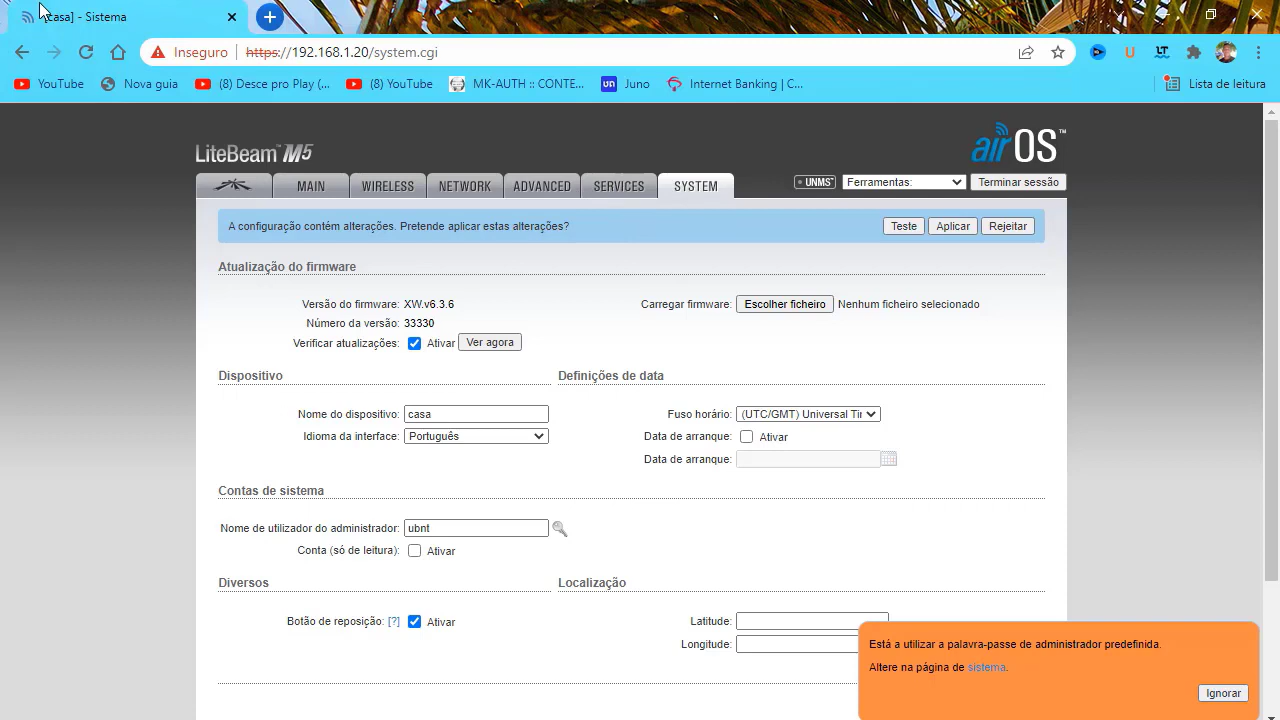 [casa] - Sistema
Inseguro https://192.168.1.20/system.cgi
YouTube Nova guia (8) Desce pro Play (... (8) YouTube MK-AUTH :: CONTE... Juno Internet Banking | C... Lista de leitura
LiteBeam™ M5
airOS™
MAIN WIRELESS NETWORK ADVANCED SERVICES SYSTEM UNMS™ Ferramentas: Terminar sessão
A configuração contém alterações. Pretende aplicar estas alterações? Teste Aplicar Rejeitar
Atualização do firmware
Versão do firmware: XW.v6.3.6 Carregar firmware: Escolher ficheiro Nenhum ficheiro selecionado
Número da versão: 33330
Verificar atualizações: Ativar Ver agora
Dispositivo Definições de data
Nome do dispositivo: casa Fuso horário: (UTC/GMT) Universal Tir
Idioma da interface: Português Data de arranque: Ativar
Data de arranque:
Contas de sistema
Nome de utilizador do administrador: ubnt
Conta (só de leitura): Ativar
Diversos Localização
Botão de reposição: [?] Ativar Latitude:
Longitude:
Está a utilizar a palavra-passe de administrador predefinida.
Altere na página de sistema.
Ignorar